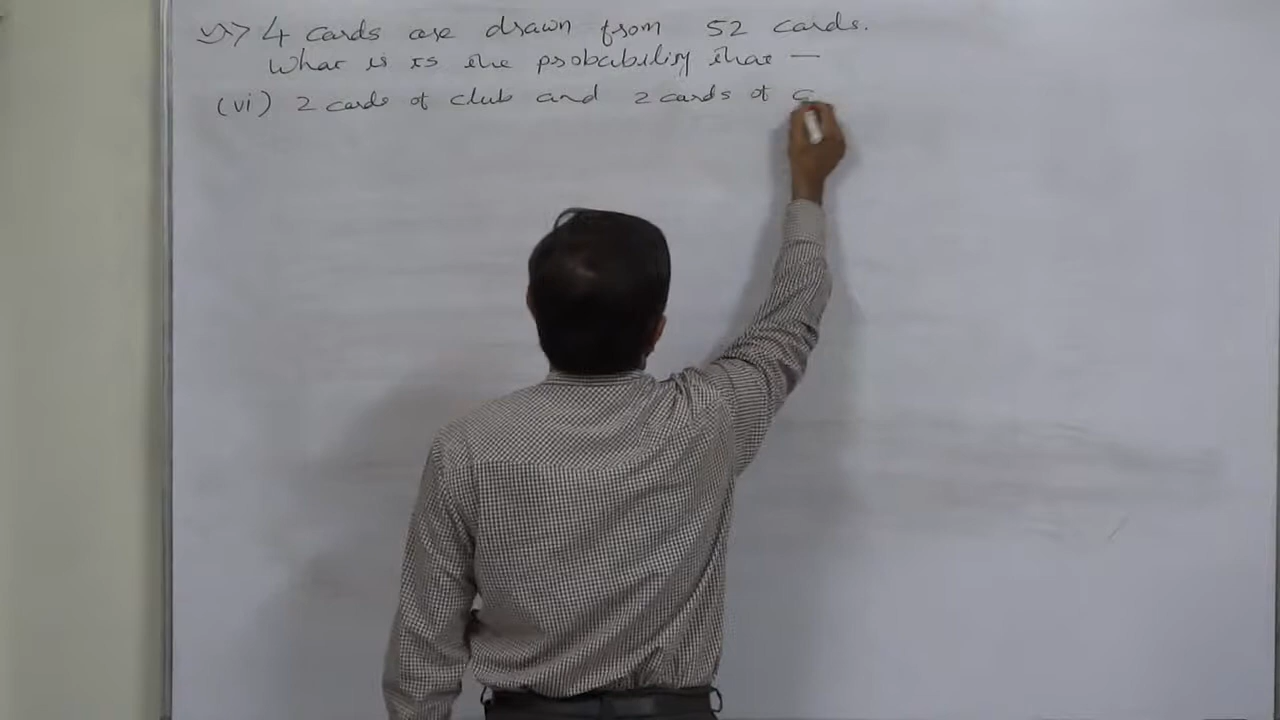 4 cards are drawn from 52 cards.
What is is the probability that —
(vi) 2 cards of club and 2 cards of